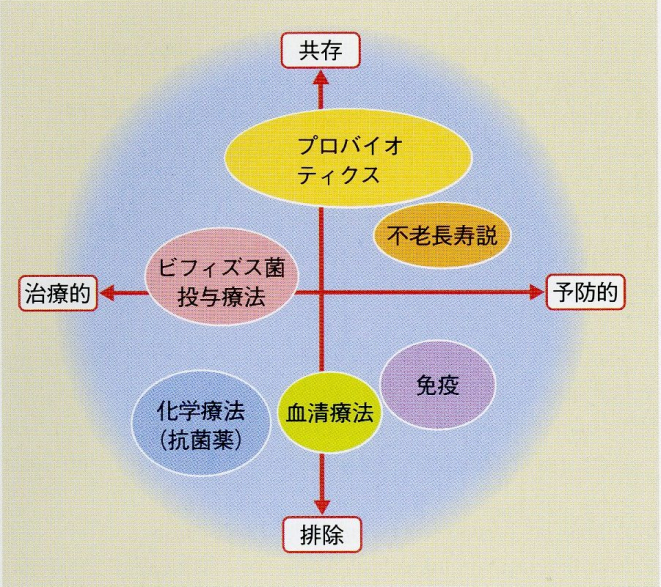 共存
プロバイオ
ティクス
不老長寿説
ビフィズス菌
投与療法
治療的
予防的
免疫
化学療法
（抗菌薬）
血清療法
排除